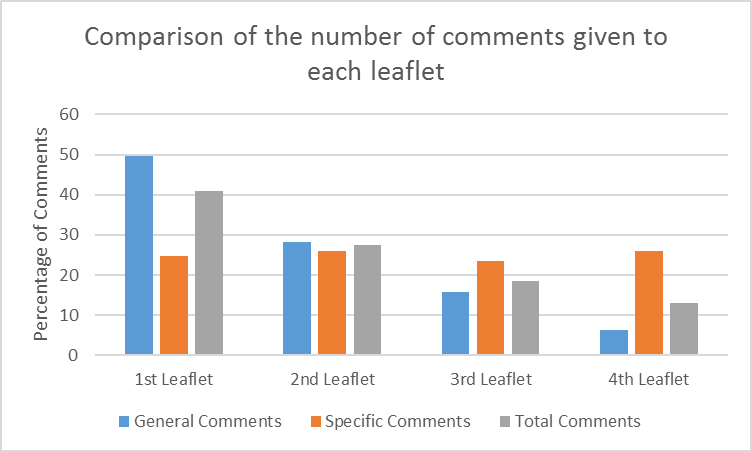 Comparison of the number of comments given to
each leaflet
Percentage of Comments
60
50
40
30
20
10
0
1st Leaflet 2nd Leaflet 3rd Leaflet 4th Leaflet
General Comments Specific Comments Total Comments